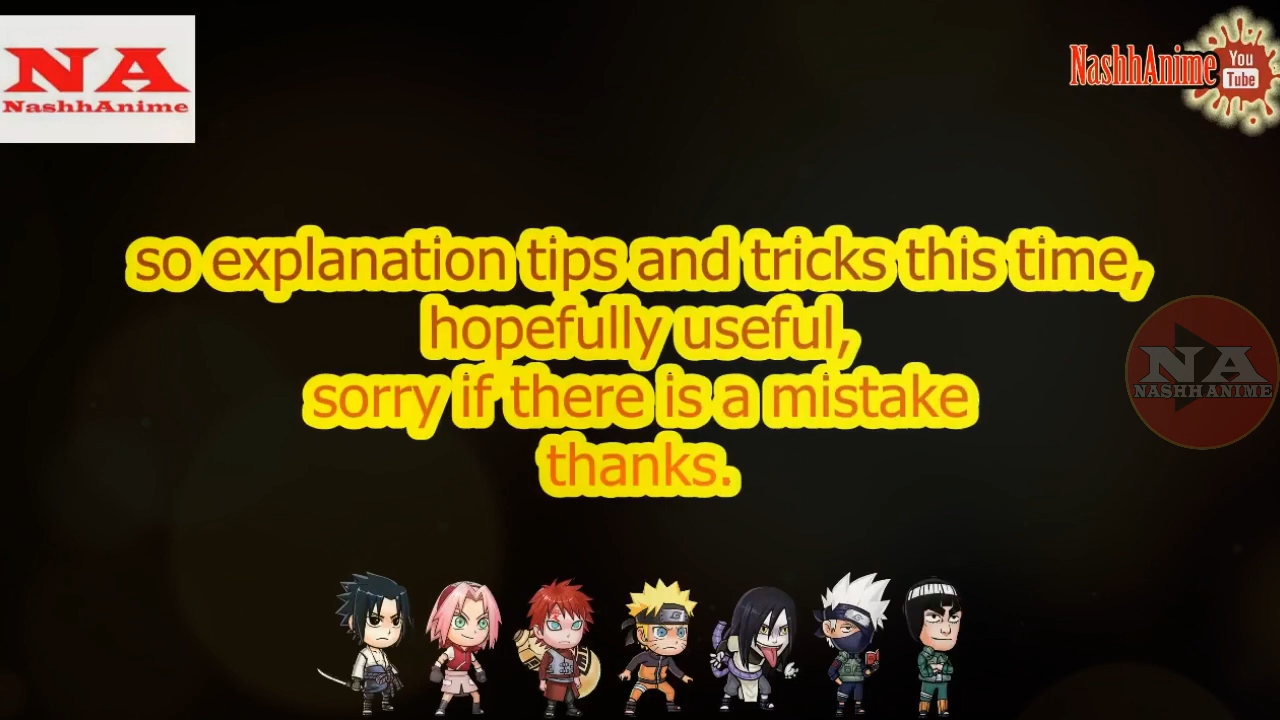 NA
NashhAnime
NashhAnime
You
Tube
so explanation tips and tricks this time,
hopefully useful,
sorry if there is a mistake
thanks.
NA
NASHHANIME